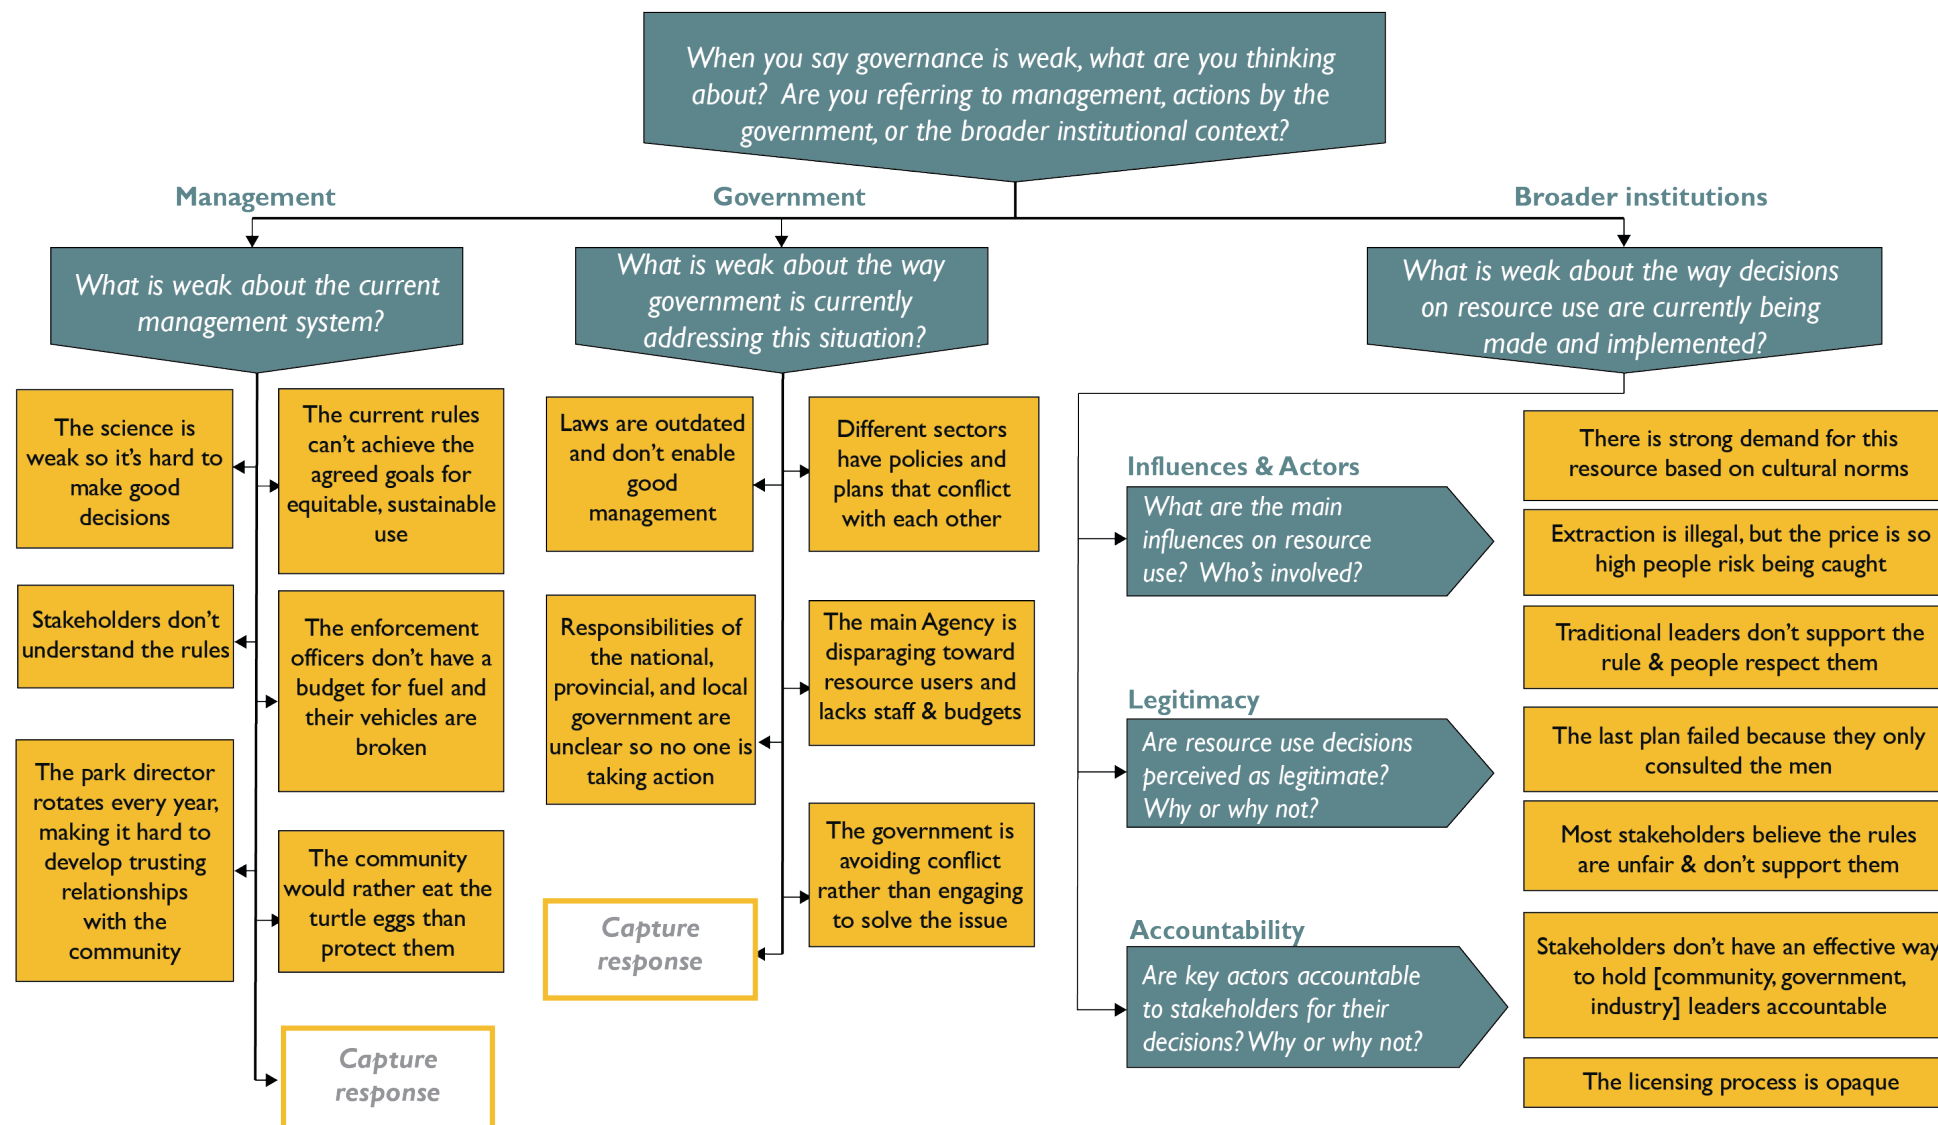 When you say governance is weak, what are you thinking
about? Are you referring to management, actions by the
government, or the broader institutional context?
Management
Government
Broader institutions
What is weak about the current
management system?
What is weak about the way
government is currently
addressing this situation?
What is weak about the way decisions
on resource use are currently being
made and implemented?
The science is
weak so it's hard to
make good
decisions
The current rules
can't achieve the
agreed goals for
equitable, sustainable
use
Stakeholders don't
understand the rules
The enforcement
officers don't have a
budget for fuel and
their vehicles are
broken
The park director
rotates every year,
making it hard to
develop trusting
relationships
with the
community
The community
would rather eat the
turtle eggs than
protect them
Capture
response
Laws are outdated
and don't enable
good
management
Different sectors
have policies and
plans that conflict
with each other
Responsibilities of
the national,
provincial, and local
government are
unclear so no one is
taking action
The main Agency is
disparaging toward
resource users and
lacks staff & budgets
The government is
avoiding conflict
rather than engaging
to solve the issue
Capture
response
Influences & Actors
What are the main
influences on resource
use? Who's involved?
There is strong demand for this
resource based on cultural norms
Extraction is illegal, but the price is so
high people risk being caught
Traditional leaders don't support the
rule & people respect them
Legitimacy
Are resource use decisions
perceived as legitimate?
Why or why not?
The last plan failed because they only
consulted the men
Most stakeholders believe the rules
are unfair & don't support them
Accountability
Are key actors accountable
to stakeholders for their
decisions? Why or why not?
Stakeholders don't have an effective way
to hold [community, government,
industry] leaders accountable
The licensing process is opaque